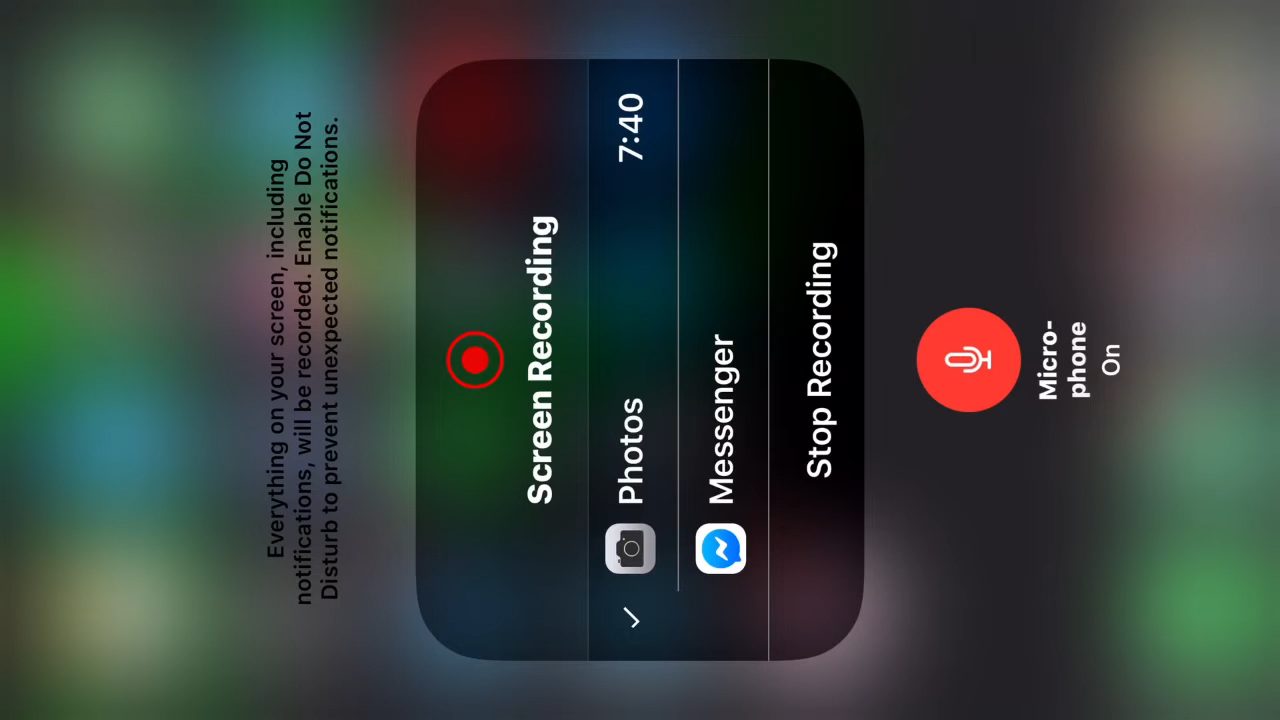 Everything on your screen, including
notifications, will be recorded. Enable Do Not
Disturb to prevent unexpected notifications.
Screen Recording
Photos 7:40
Messenger
Stop Recording
Micro-
phone
On